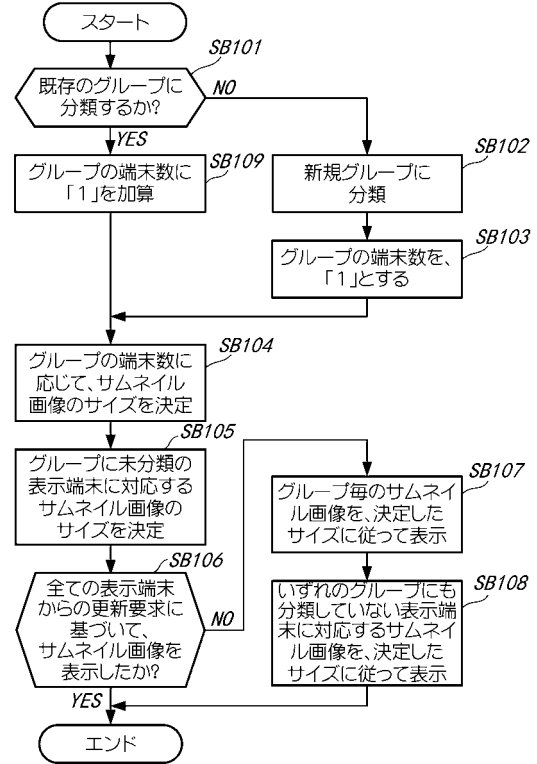 スタート
SB101
既存のグループに
分類するか?
NO
YES
SB109
グループの端末数に
「1」を加算
SB102
新規グループに
分類
SB103
グループの端末数を、
「1」とする
SB104
グループの端末数に
応じて、サムネイル
画像のサイズを決定
SB105
グループに未分類の
表示端末に対応する
サムネイル画像の
サイズを決定
SB106
全ての表示端末
からの更新要求に
基づいて、
サムネイル画像を
表示したか?
NO
YES
SB107
グループ毎のサムネイ
ル画像を、決定した
サイズに従って表示
SB108
いずれのグループにも
分類していない表示端
末に対応するサムネイ
ル画像を、決定した
サイズに従って表示
エンド